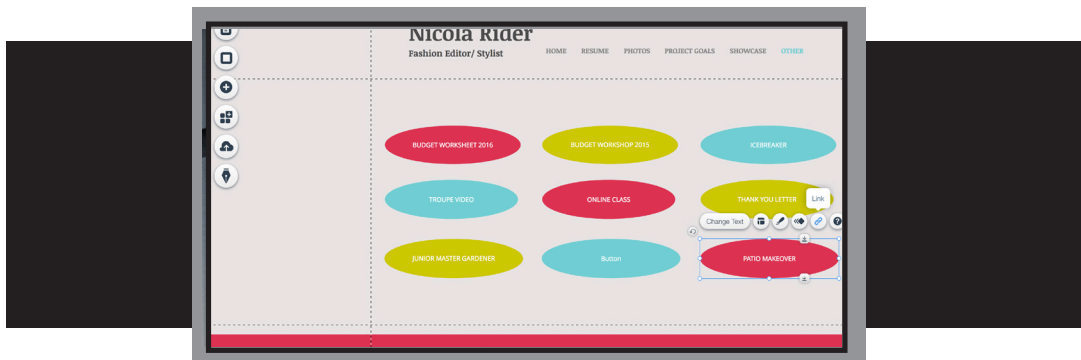 Nicola Rider
Fashion Editor/ Stylist
HOME RESUME PHOTOS PROJECT GOALS SHOWCASE OTHER
BUDGET WORKSHEET 2016 BUDGET WORKSHOP 2015 ICEBREAKER
TROUPE VIDEO ONLINE CLASS THANK YOU LETTER
Link
Change Text
JUNIOR MASTER GARDENER Button PATIO MAKEOVER